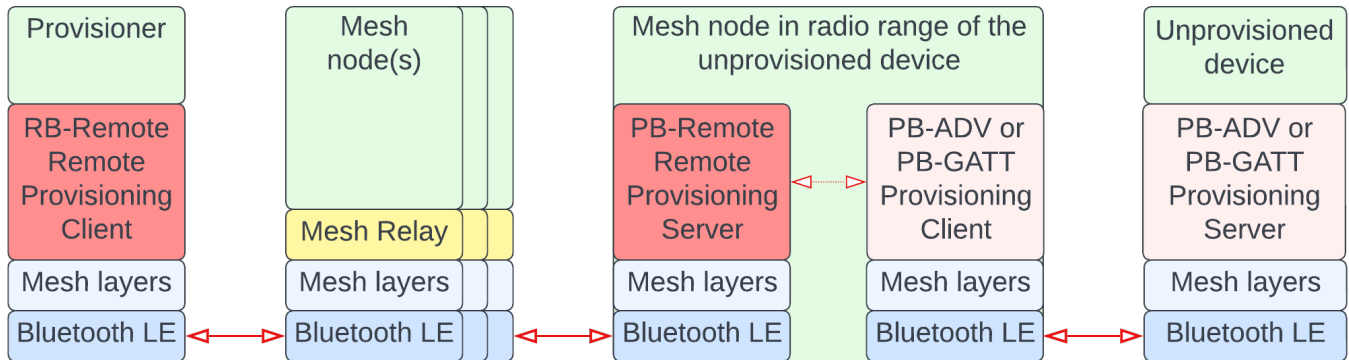 Provisioner
RB-Remote
Remote
Provisioning
Client
Mesh layers
Bluetooth LE
Mesh
node(s)
Mesh Relay
Mesh layers
Bluetooth LE
Mesh node in radio range of the
unprovisioned device
PB-Remote
Remote
Provisioning
Server
Mesh layers
Bluetooth LE
PB-ADV or
PB-GATT
Provisioning
Client
Mesh layers
Bluetooth LE
Unprovisioned
device
PB-ADV or
PB-GATT
Provisioning
Server
Mesh layers
Bluetooth LE